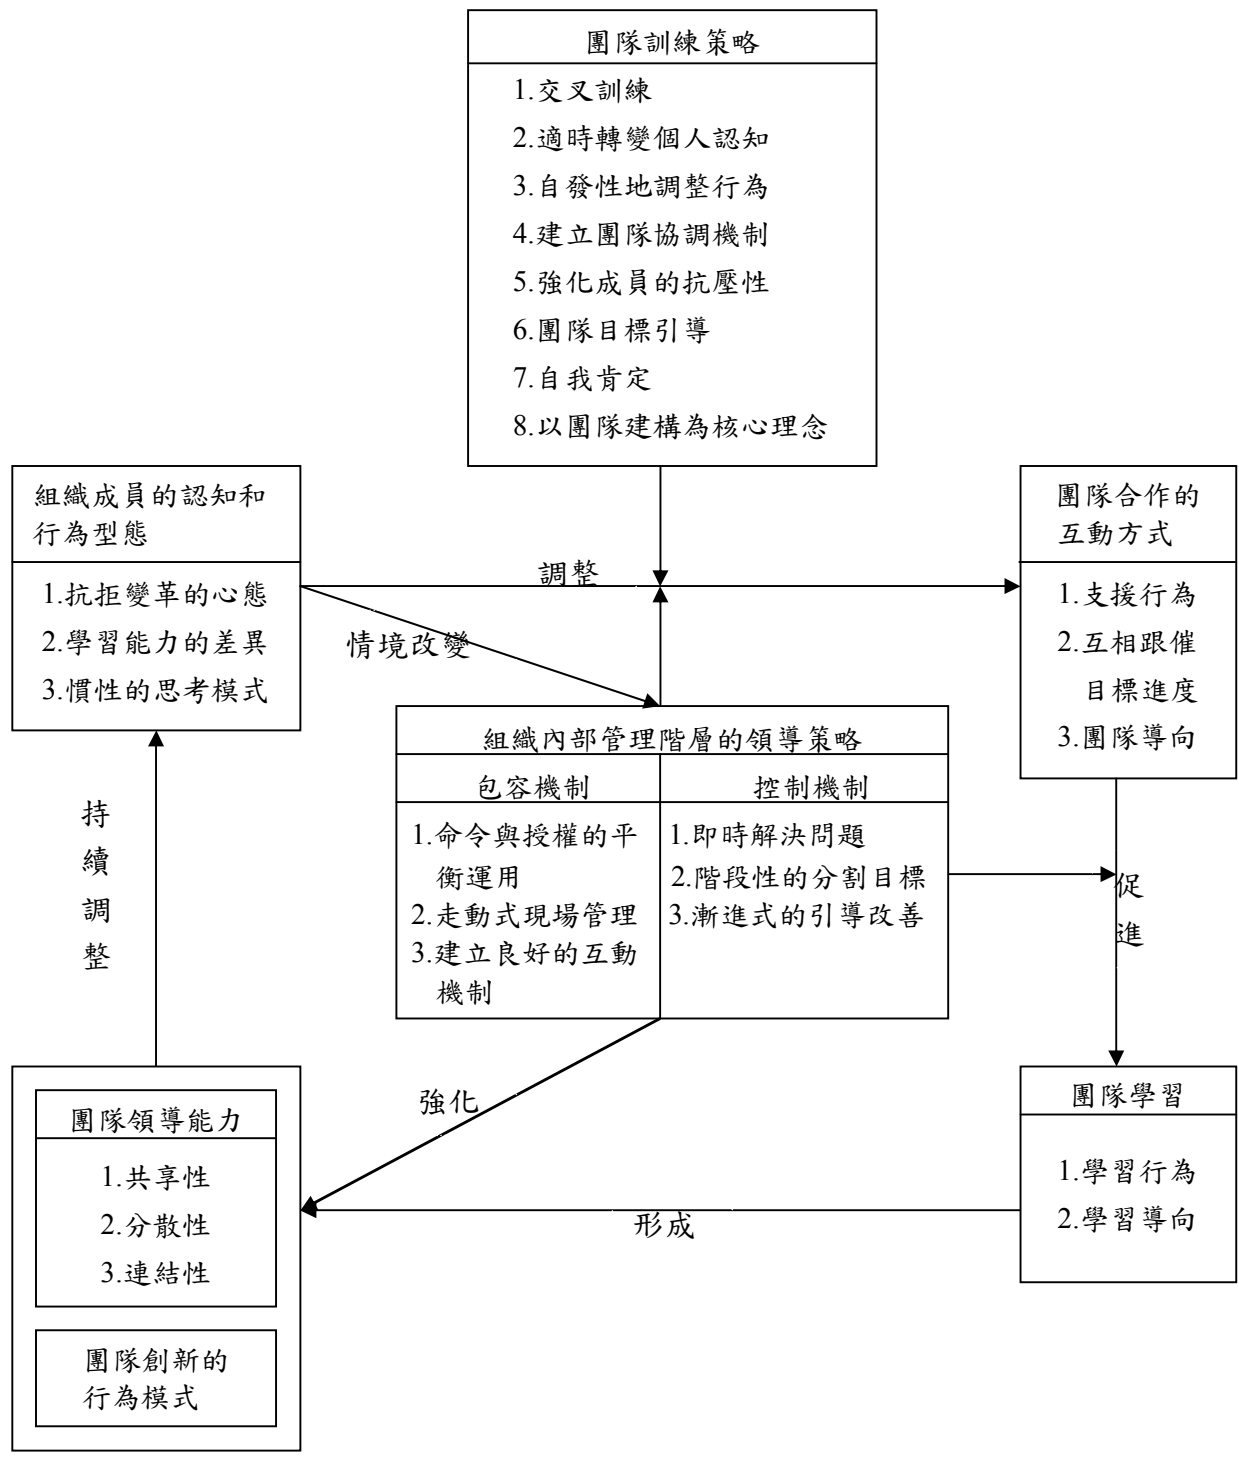 團隊訓練策略
1.交叉訓練
2.適時轉變個人認知
3.自發性地調整行為
4.建立團隊協調機制
5.強化成員的抗壓性
6.團隊目標引導
7.自我肯定
8.以團隊建構為核心理念
組織成員的認知和
行為型態
1.抗拒變革的心態
2.學習能力的差異
3.慣性的思考模式
調整
情境改變
團隊合作的
互動方式
1.支援行為
2.互相跟催
目標進度
3.團隊導向
組織內部管理階層的領導策略
包容機制
1.命令與授權的平
衡運用
2.走動式現場管理
3.建立良好的互動
機制
控制機制
1.即時解決問題
2.階段性的分割目標
3.漸進式的引導改善
持
續
調
整
促
進
強化
形成
團隊領導能力
1.共享性
2.分散性
3.連結性
團隊創新的
行為模式
團隊學習
1.學習行為
2.學習導向